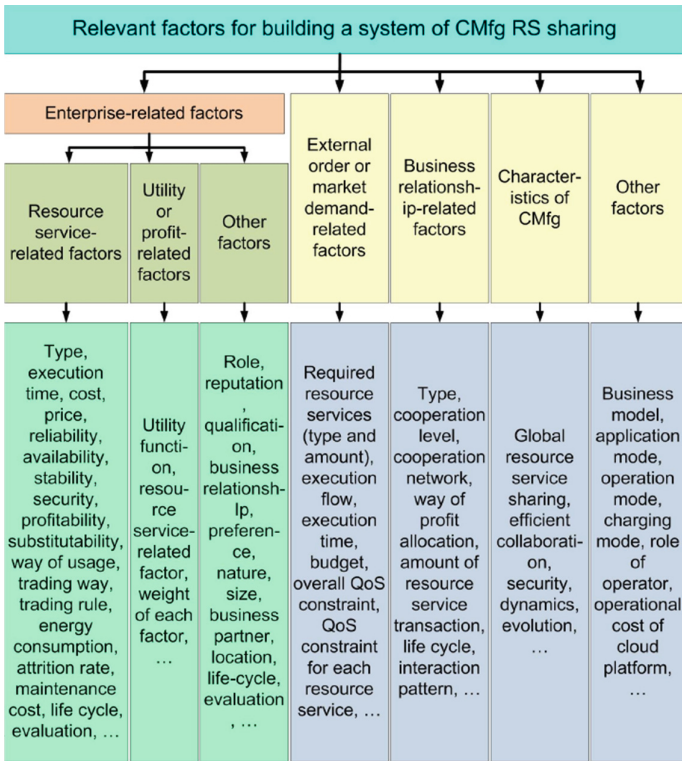 Relevant factors for building a system of CMfg RS sharing
Enterprise-related factors
Resource
service-
related factors
Utility
or
profit-
related
factors
Other
factors
External
order or
market
demand-
related
factors
Business
relationsh-
ip-related
factors
Character-
istics of
CMfg
Other
factors
Type,
execution
time, cost,
price,
reliability,
availability,
stability,
security,
profitability,
substitutability,
way of usage,
trading way,
trading rule,
energy
consumption,
attrition rate,
maintenance
cost, life cycle,
evaluation, …
Utility
functi-
on,
resou-
rce
service-
related
factor,
weight
of each
factor,
…
Role,
reputation
,
qualificati-
on,
business
relationsh-
Ip,
preferen-
ce,
nature,
size,
business
partner,
location,
life-cycle,
evaluation
, …
Required
resource
services
(type and
amount),
execution
flow,
execution
time,
budget,
overall QoS
constraint,
QoS
constraint
for each
resource
service, …
Type,
cooperation
level,
cooperation
network,
way of
profit
allocation,
amount of
resource
service
transaction,
life cycle,
interaction
pattern, …
Global
resource
service
sharing,
efficient
collaborati-
on,
security,
dynamics,
evolution,
…
Business
model,
application
mode,
operation
mode,
charging
mode, role
of
operator,
operational
cost of
cloud
platform,
…